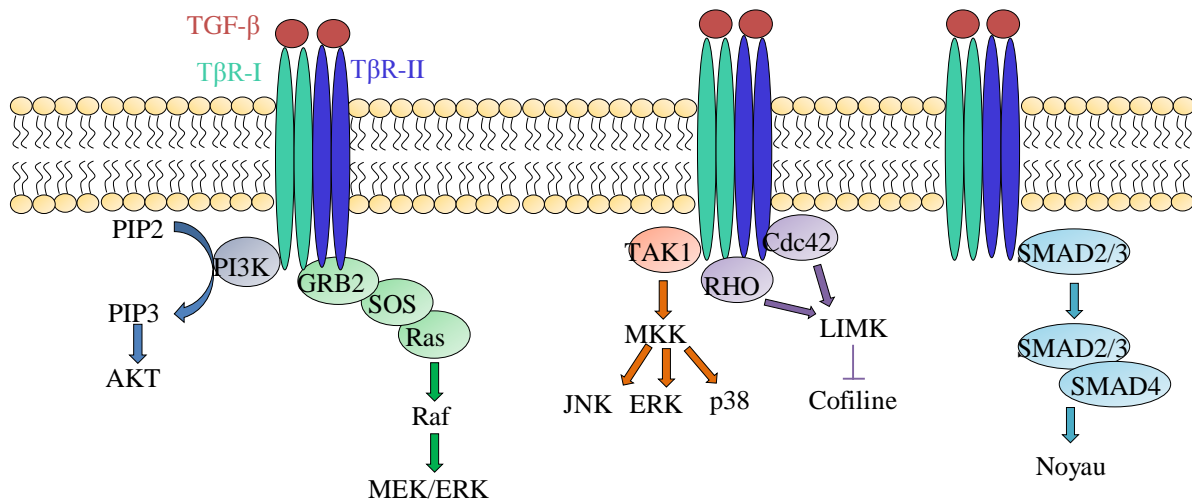 TGF-β
TβR-I
TβR-II
PIP2
PI3K
PIP3
AKT
GRB2
SOS
Ras
Raf
MEK/ERK
TAK1
RHO
Cdc42
MKK
LIMK
JNK
ERK
p38
Cofiline
SMAD2/3
SMAD2/3
SMAD4
Noyau